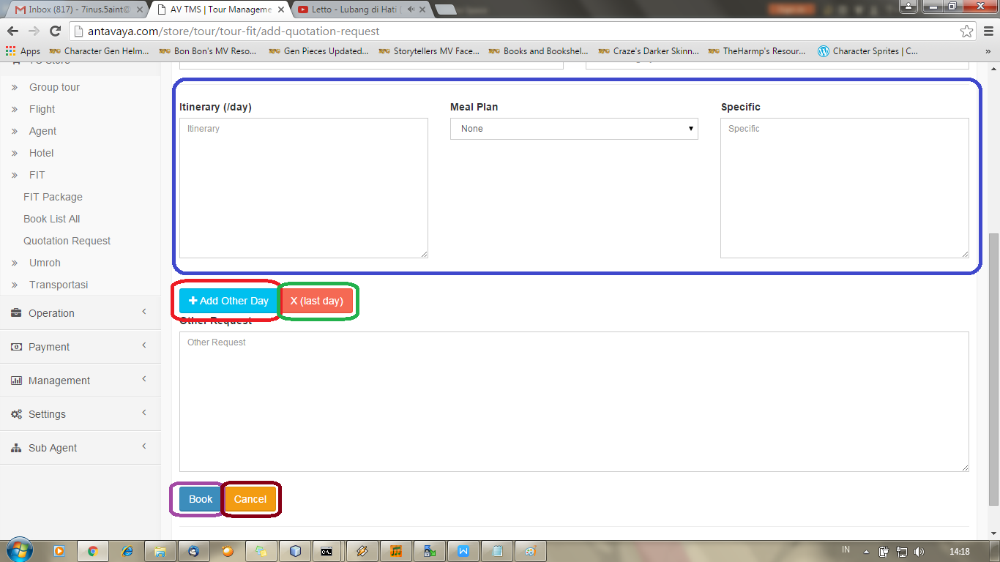 Inbox (817) - 7inus.5aint@
AV TMS | Tour Manageme
Letto - Lubang di Hati (
antavaya.com/store/tour/tour-fit/add-quotation-request
Apps
Character Gen Helm...
Bon Bon's MV Reso...
Gen Pieces Updated...
Storytellers MV Face...
Books and Bookshel...
Craze's Darker Skinn...
TheHarmp's Resour...
Character Sprites | C...
»
Group tour
Flight
Agent
Hotel
FIT
FIT Package
Book List All
Quotation Request
Umroh
Transportasi
Operation
Payment
Management
Settings
Sub Agent
Itinerary (/day)
Meal Plan
Specific
Itinerary
None
Specific
+ Add Other Day
X (last day)
Other Request
Other Request
Book
Cancel
IN
14:18